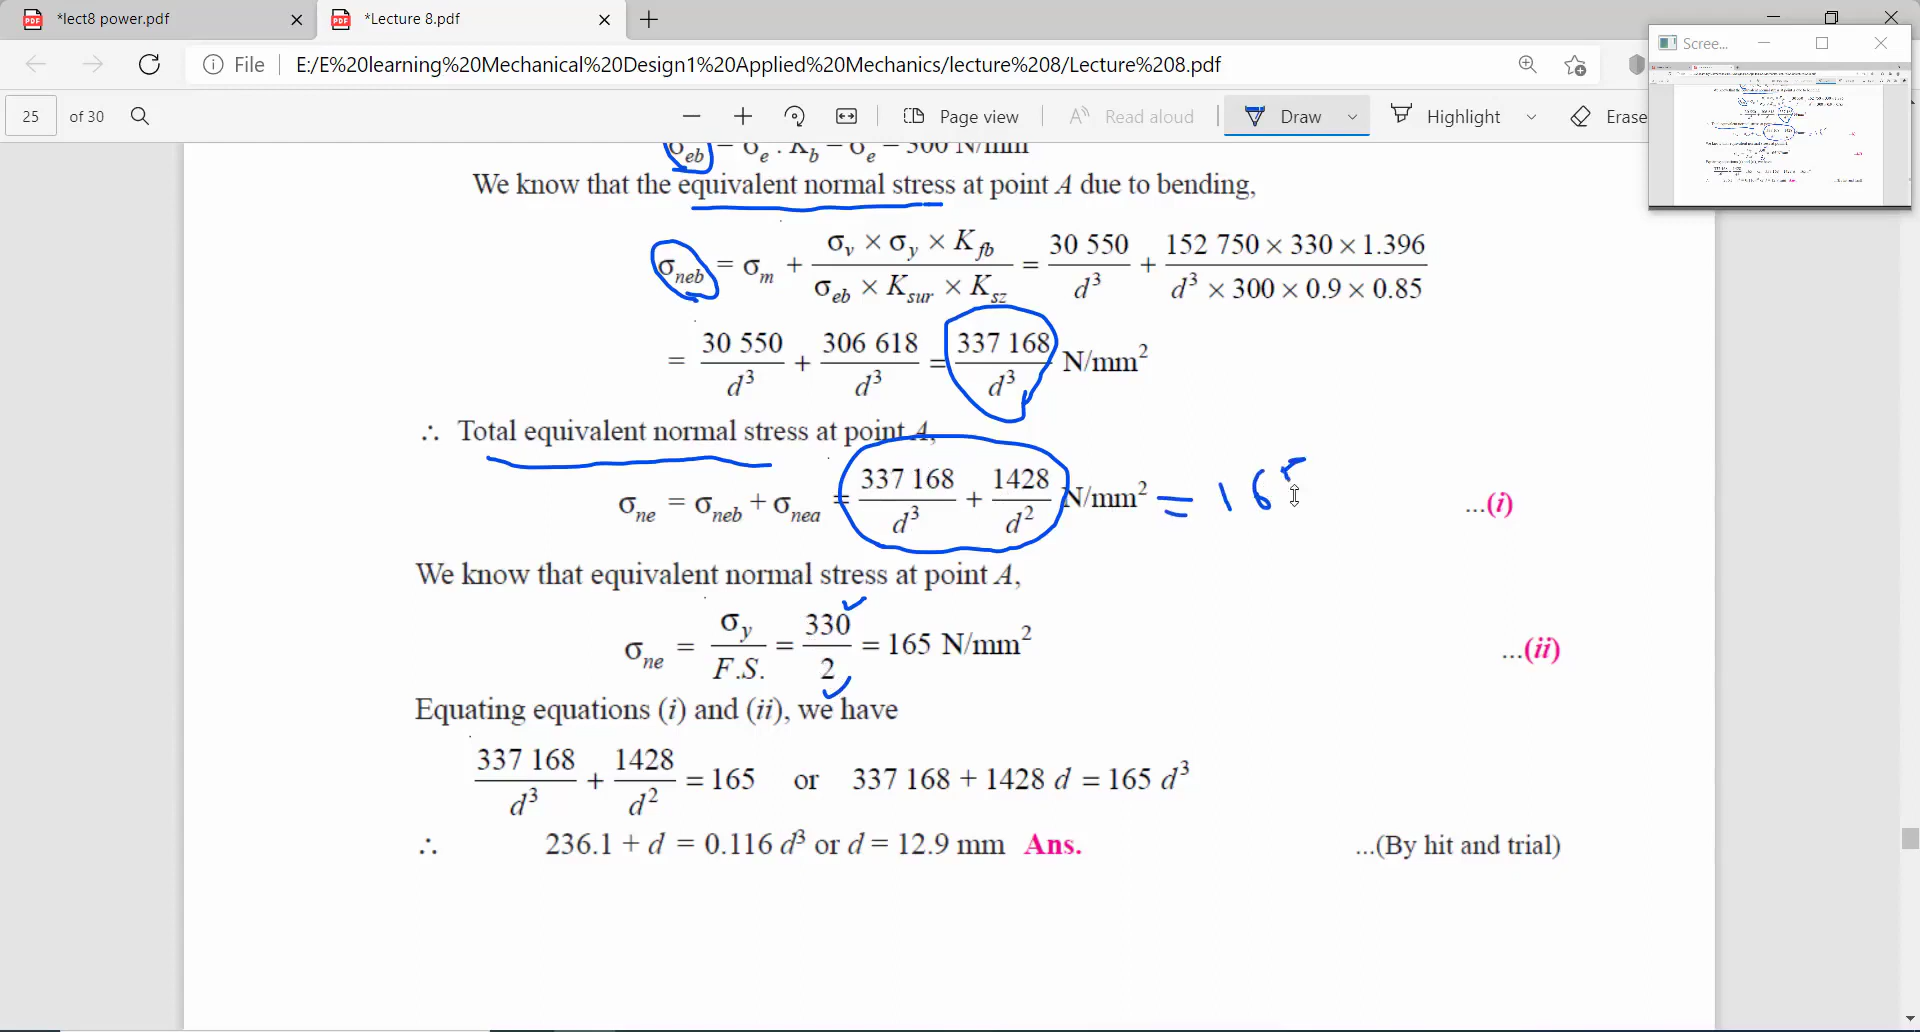 *lect8 power.pdf
*Lecture 8.pdf
File
E:/E%20learning%20Mechanical%20Design1%20Applied%20Mechanics/lecture%208/Lecture%208.pdf
Scree...
25 of 30
Page view
Read aloud
Draw
Highlight
Erase
σeb = σe . Kb = σe = 300 N/mm
We know that the equivalent normal stress at point A due to bending,
σneb = σm + (σv × σy × Kfb)/(σeb × Ksur × Ksz) = 30 550/d³ + (152 750 × 330 × 1.396)/(d³ × 300 × 0.9 × 0.85)
= 30 550/d³ + 306 618/d³ = 337 168/d³ N/mm²
∴ Total equivalent normal stress at point A,
σne = σneb + σnea = 337 168/d³ + 1428/d² N/mm² = 165 ...(i)
We know that equivalent normal stress at point A,
σne = σy/F.S. = 330/2 = 165 N/mm² ...(ii)
Equating equations (i) and (ii), we have
337 168/d³ + 1428/d² = 165 or 337 168 + 1428 d = 165 d³
∴ 236.1 + d = 0.116 d³ or d = 12.9 mm Ans. ...(By hit and trial)